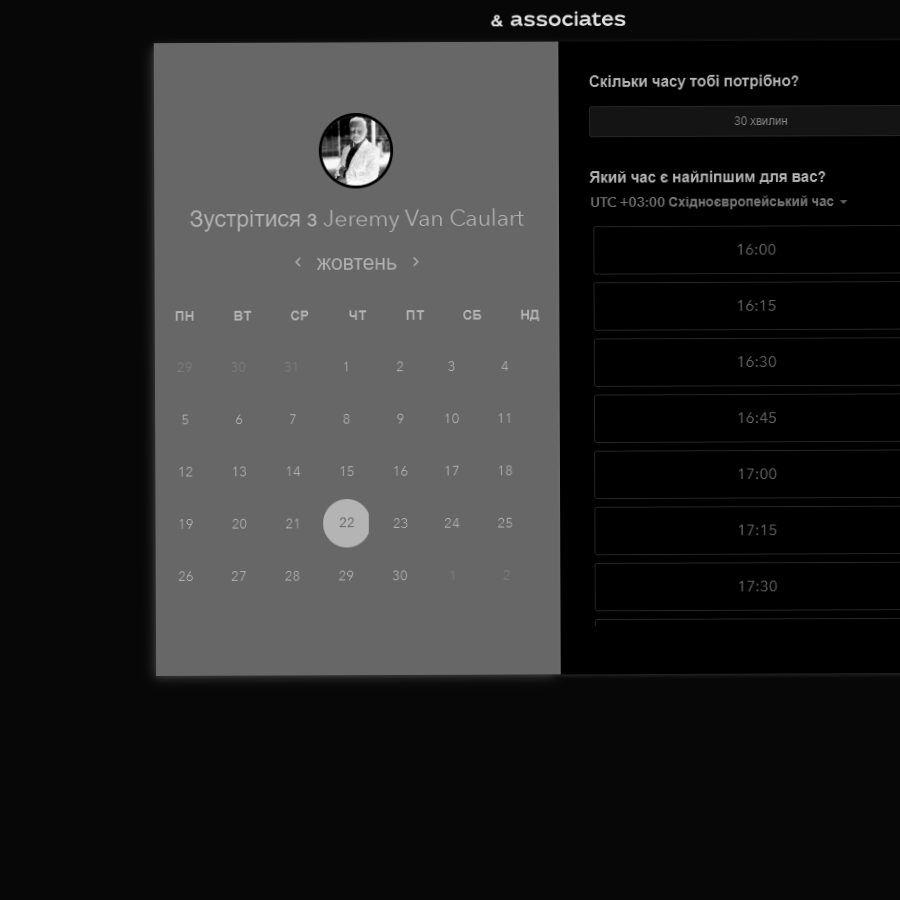 & associates
Зустрітися з Jeremy Van Caulart
жовтень
ПН ВТ СР ЧТ ПТ СБ НД
29 30 31 1 2 3 4
5 6 7 8 9 10 11
12 13 14 15 16 17 18
19 20 21 22 23 24 25
26 27 28 29 30 1 2
Скільки часу тобі потрібно?
30 хвилин
Який час є найліпшим для вас?
UTC +03:00 Східноєвропейський час
16:00
16:15
16:30
16:45
17:00
17:15
17:30